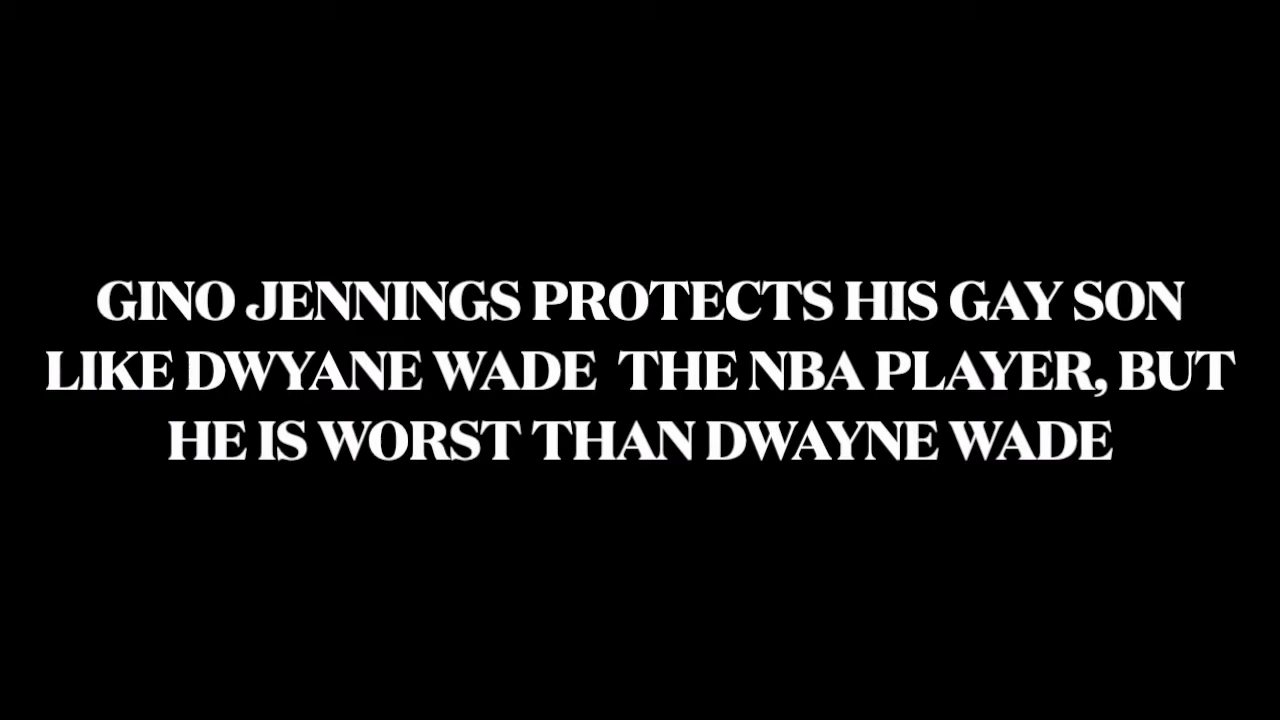 GINO JENNINGS PROTECTS HIS GAY SON
LIKE DWYANE WADE THE NBA PLAYER, BUT
HE IS WORST THAN DWAYNE WADE